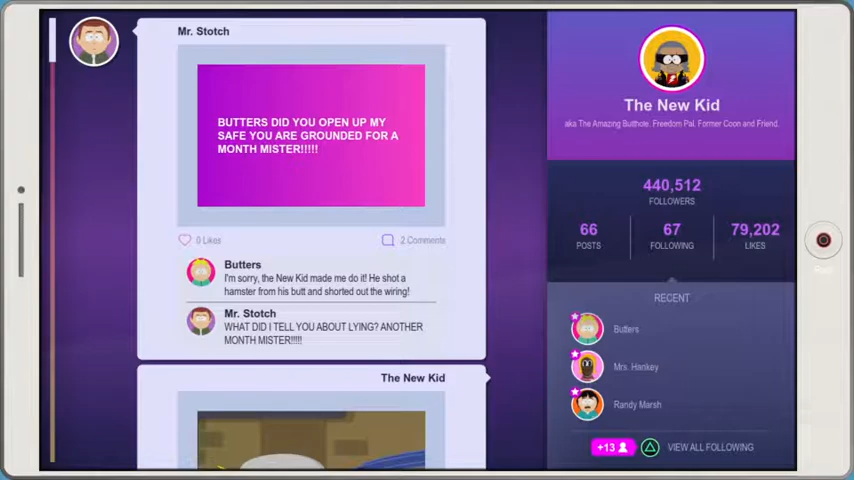 Mr. Stotch
BUTTERS DID YOU OPEN UP MY
SAFE YOU ARE GROUNDED FOR A
MONTH MISTER!!!!!
0 Likes
2 Comments
Butters
I'm sorry, the New Kid made me do it! He shot a
hamster from his butt and shorted out the wiring!
Mr. Stotch
WHAT DID I TELL YOU ABOUT LYING? ANOTHER
MONTH MISTER!!!!!
The New Kid
The New Kid
aka The Amazing Butthole. Freedom Pal. Former Coon and Friend.
440,512
FOLLOWERS
66
POSTS
67
FOLLOWING
79,202
LIKES
RECENT
Butters
Mrs. Hankey
Randy Marsh
+13
VIEW ALL FOLLOWING